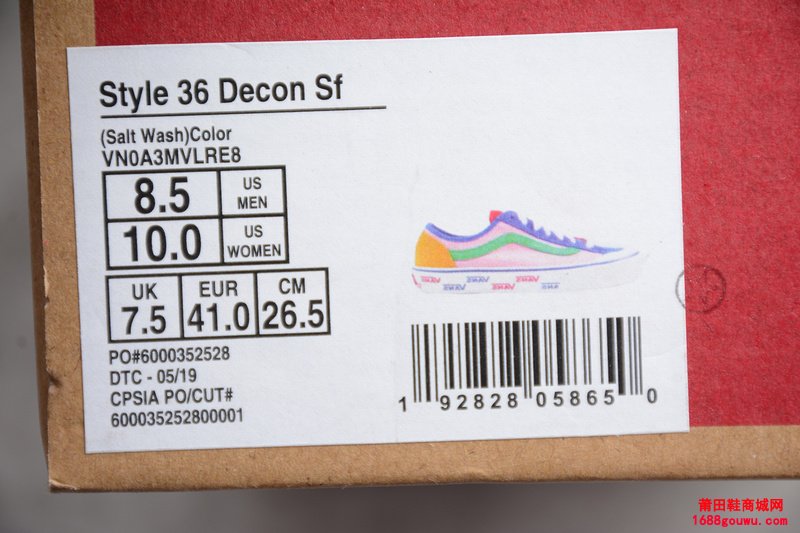 Style 36 Decon Sf
(Salt Wash)Color
VN0A3MVLRE8
8.5 US MEN
10.0 US WOMEN
UK EUR CM
7.5 41.0 26.5
PO#6000352528
DTC - 05/19
CPSIA PO/CUT#
600035252800001
1 92828 05865 0
莆田鞋商城网
1688gouwu.com